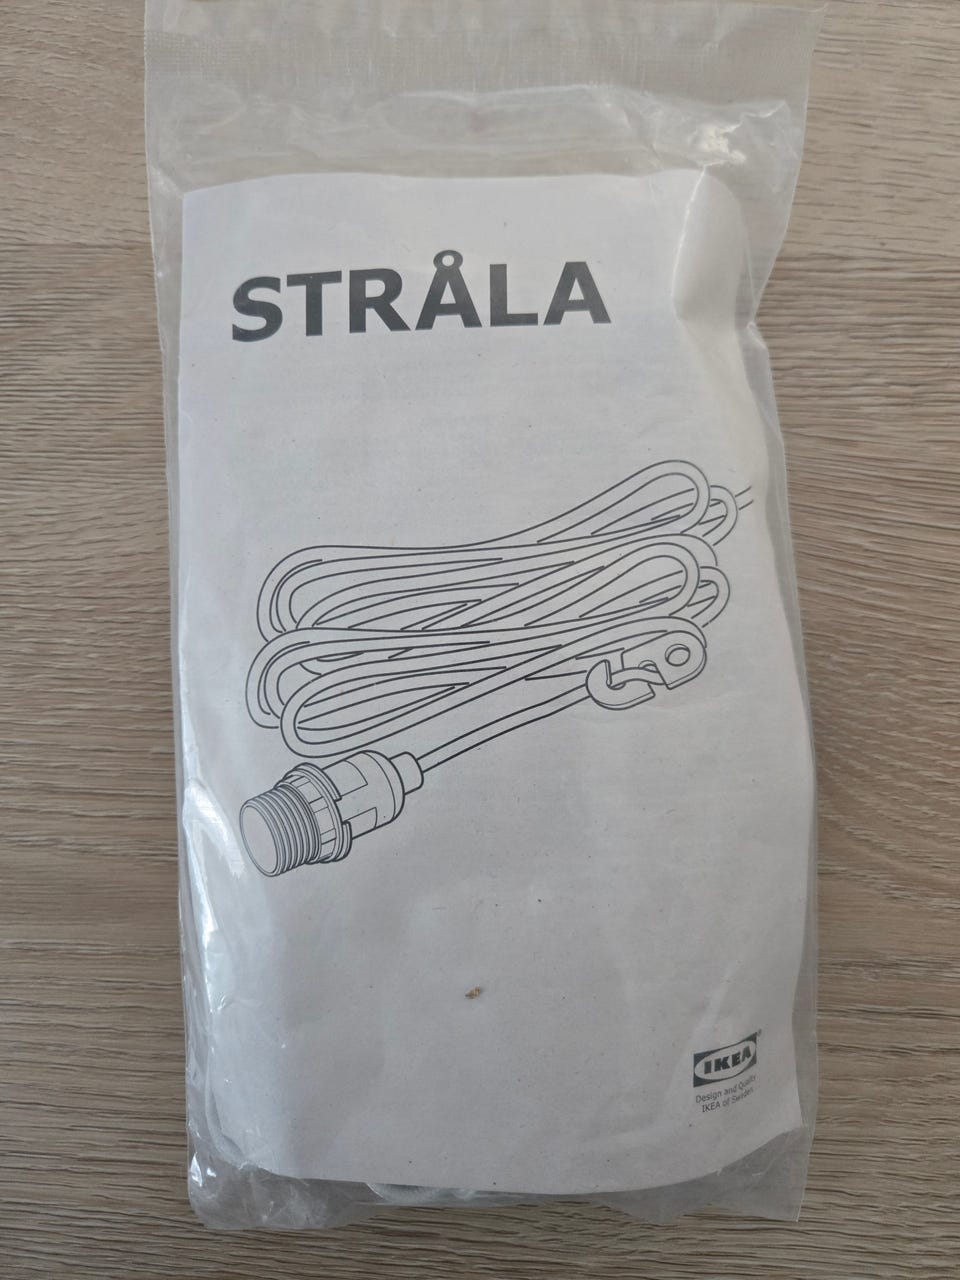 STRÅLA
IKEA®
Design and Quality
IKEA of Sweden